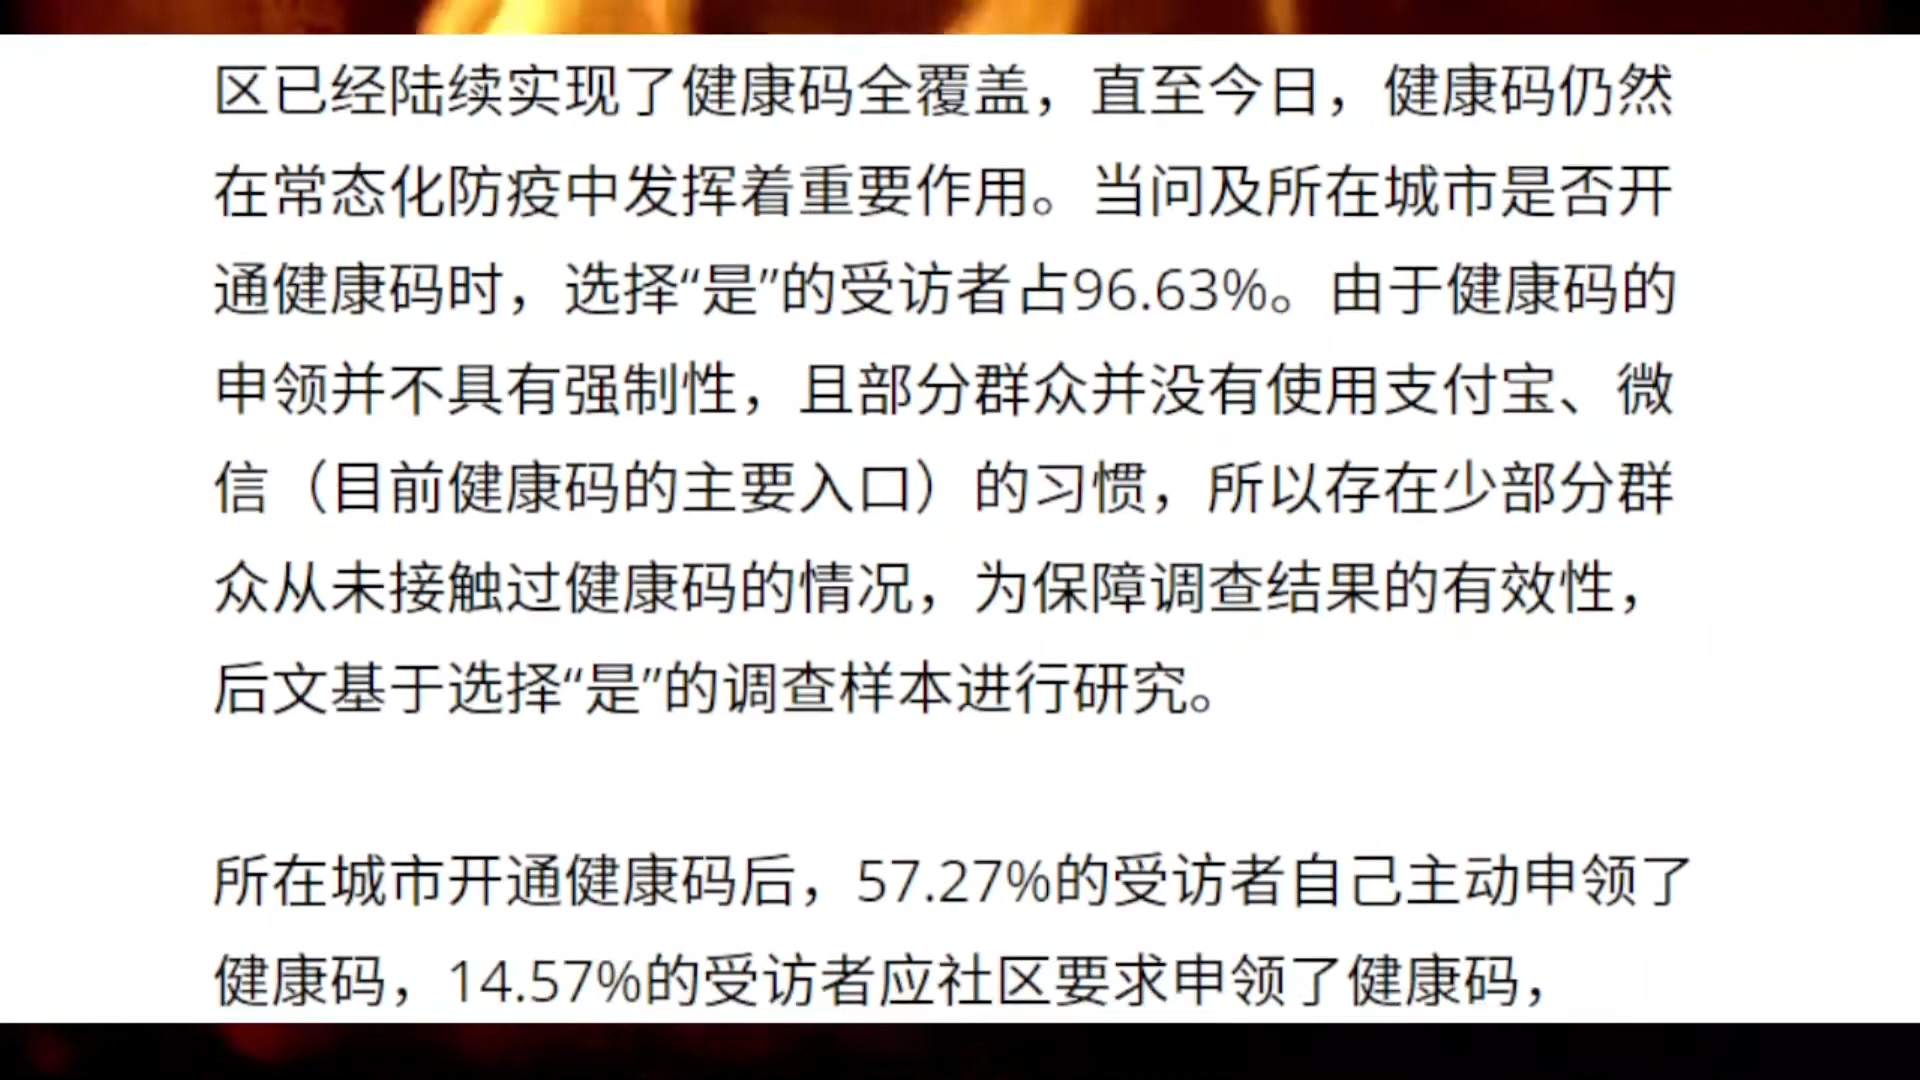 区已经陆续实现了健康码全覆盖，直至今日，健康码仍然
在常态化防疫中发挥着重要作用。当问及所在城市是否开
通健康码时，选择“是”的受访者占96.63%。由于健康码的
申领并不具有强制性，且部分群众并没有使用支付宝、微
信（目前健康码的主要入口）的习惯，所以存在少部分群
众从未接触过健康码的情况，为保障调查结果的有效性，
后文基于选择“是”的调查样本进行研究。
所在城市开通健康码后，57.27%的受访者自己主动申领了
健康码，14.57%的受访者应社区要求申领了健康码，